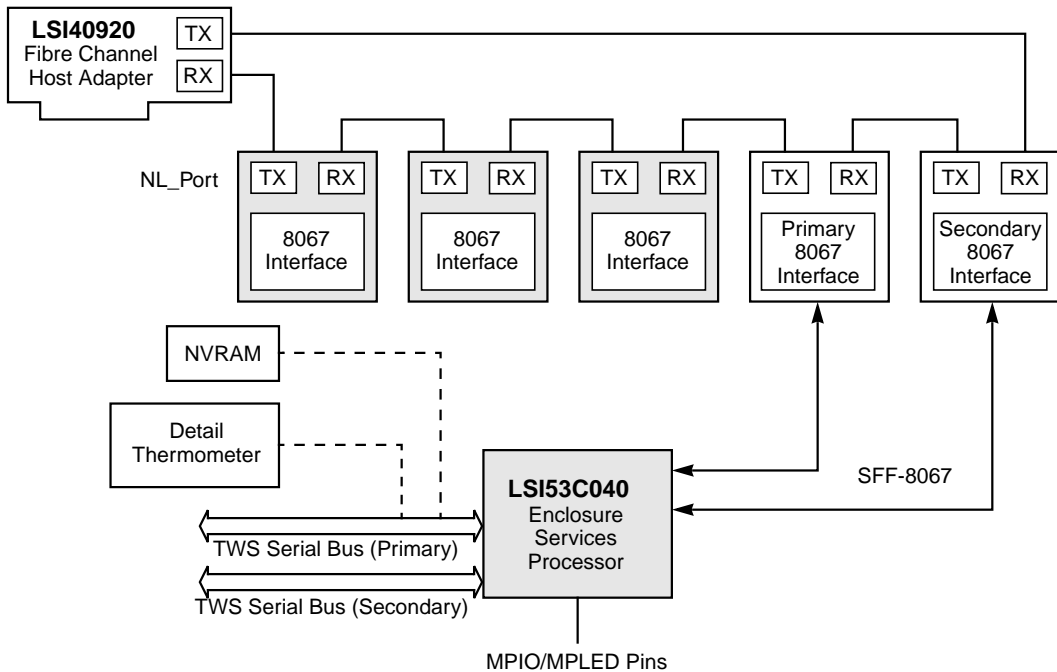 LSI40920
Fibre Channel
Host Adapter
TX
RX
NL_Port
TX RX
TX RX
TX RX
TX RX
TX RX
8067
Interface
8067
Interface
8067
Interface
Primary
8067
Interface
Secondary
8067
Interface
NVRAM
Detail
Thermometer
LSI53C040
Enclosure
Services
Processor
SFF-8067
TWS Serial Bus (Primary)
TWS Serial Bus (Secondary)
MPIO/MPLED Pins